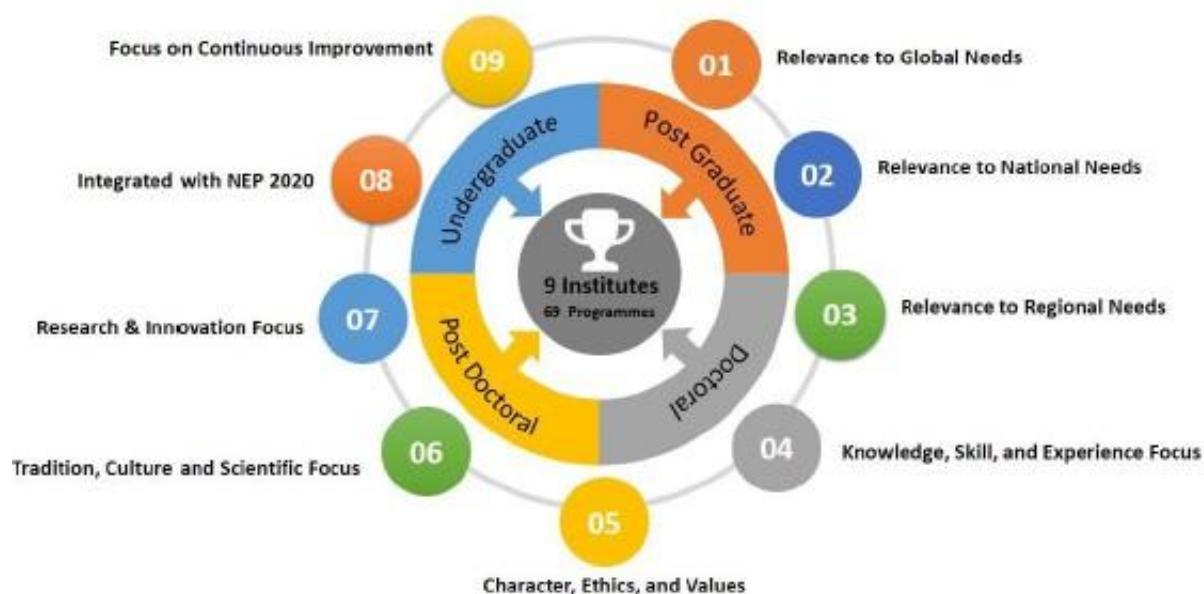 Focus on Continuous Improvement
09
01
Relevance to Global Needs
Undergraduate
Post Graduate
Integrated with NEP 2020
08
02
Relevance to National Needs
9 Institutes
69 Programmes
Research & Innovation Focus
07
03
Relevance to Regional Needs
Post Doctoral
Doctoral
Tradition, Culture and Scientific Focus
06
04
Knowledge, Skill, and Experience Focus
05
Character, Ethics, and Values